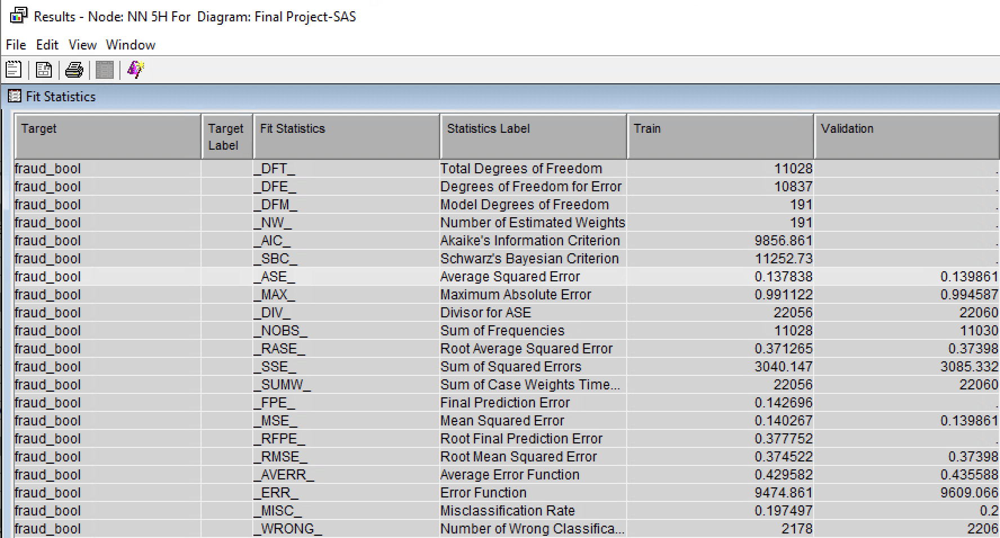 Results - Node: NN 5H For  Diagram: Final Project-SAS
File Edit View Window
Fit Statistics
Target Target Label Fit Statistics Statistics Label Train Validation
fraud_bool _DFT_ Total Degrees of Freedom 11028 .
fraud_bool _DFE_ Degrees of Freedom for Error 10837 .
fraud_bool _DFM_ Model Degrees of Freedom 191 .
fraud_bool _NW_ Number of Estimated Weights 191 .
fraud_bool _AIC_ Akaike's Information Criterion 9856.861 .
fraud_bool _SBC_ Schwarz's Bayesian Criterion 11252.73 .
fraud_bool _ASE_ Average Squared Error 0.137838 0.139861
fraud_bool _MAX_ Maximum Absolute Error 0.991122 0.994587
fraud_bool _DIV_ Divisor for ASE 22056 22060
fraud_bool _NOBS_ Sum of Frequencies 11028 11030
fraud_bool _RASE_ Root Average Squared Error 0.371265 0.37398
fraud_bool _SSE_ Sum of Squared Errors 3040.147 3085.332
fraud_bool _SUMW_ Sum of Case Weights Time... 22056 22060
fraud_bool _FPE_ Final Prediction Error 0.142696 .
fraud_bool _MSE_ Mean Squared Error 0.140267 0.139861
fraud_bool _RFPE_ Root Final Prediction Error 0.377752 .
fraud_bool _RMSE_ Root Mean Squared Error 0.374522 0.37398
fraud_bool _AVERR_ Average Error Function 0.429582 0.435588
fraud_bool _ERR_ Error Function 9474.861 9609.066
fraud_bool _MISC_ Misclassification Rate 0.197497 0.2
fraud_bool _WRONG_ Number of Wrong Classifica... 2178 2206